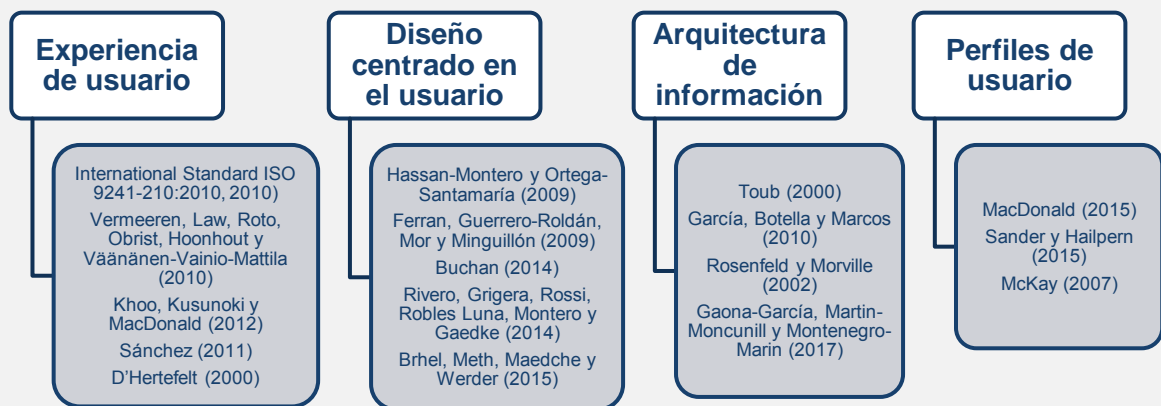 Experiencia
de usuario
International Standard ISO
9241-210:2010, 2010)
Vermeeren, Law, Roto,
Obrist, Hoonhout y
Väänänen-Vainio-Mattila
(2010)
Khoo, Kusunoki y
MacDonald (2012)
Sánchez (2011)
D’Hertefelt (2000)
Diseño
centrado en
el usuario
Hassan-Montero y Ortega-
Santamaría (2009)
Ferran, Guerrero-Roldán,
Mor y Minguillón (2009)
Buchan (2014)
Rivero, Grigera, Rossi,
Robles Luna, Montero y
Gaedke (2014)
Brhel, Meth, Maedche y
Werder (2015)
Arquitectura
de
información
Toub (2000)
García, Botella y Marcos
(2010)
Rosenfeld y Morville
(2002)
Gaona-García, Martin-
Moncunill y Montenegro-
Marin (2017)
Perfiles de
usuario
MacDonald (2015)
Sander y Hailpern
(2015)
McKay (2007)